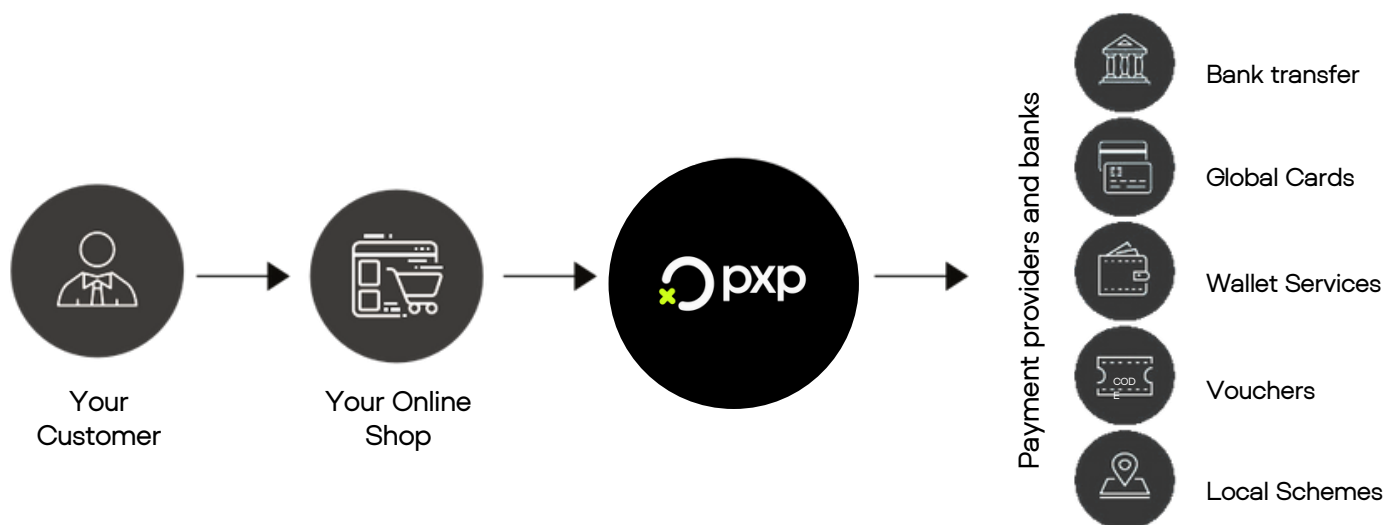 Your
Customer
Your Online
Shop
pxp
Payment providers and banks
Bank transfer
Global Cards
Wallet Services
COD
E
Vouchers
Local Schemes